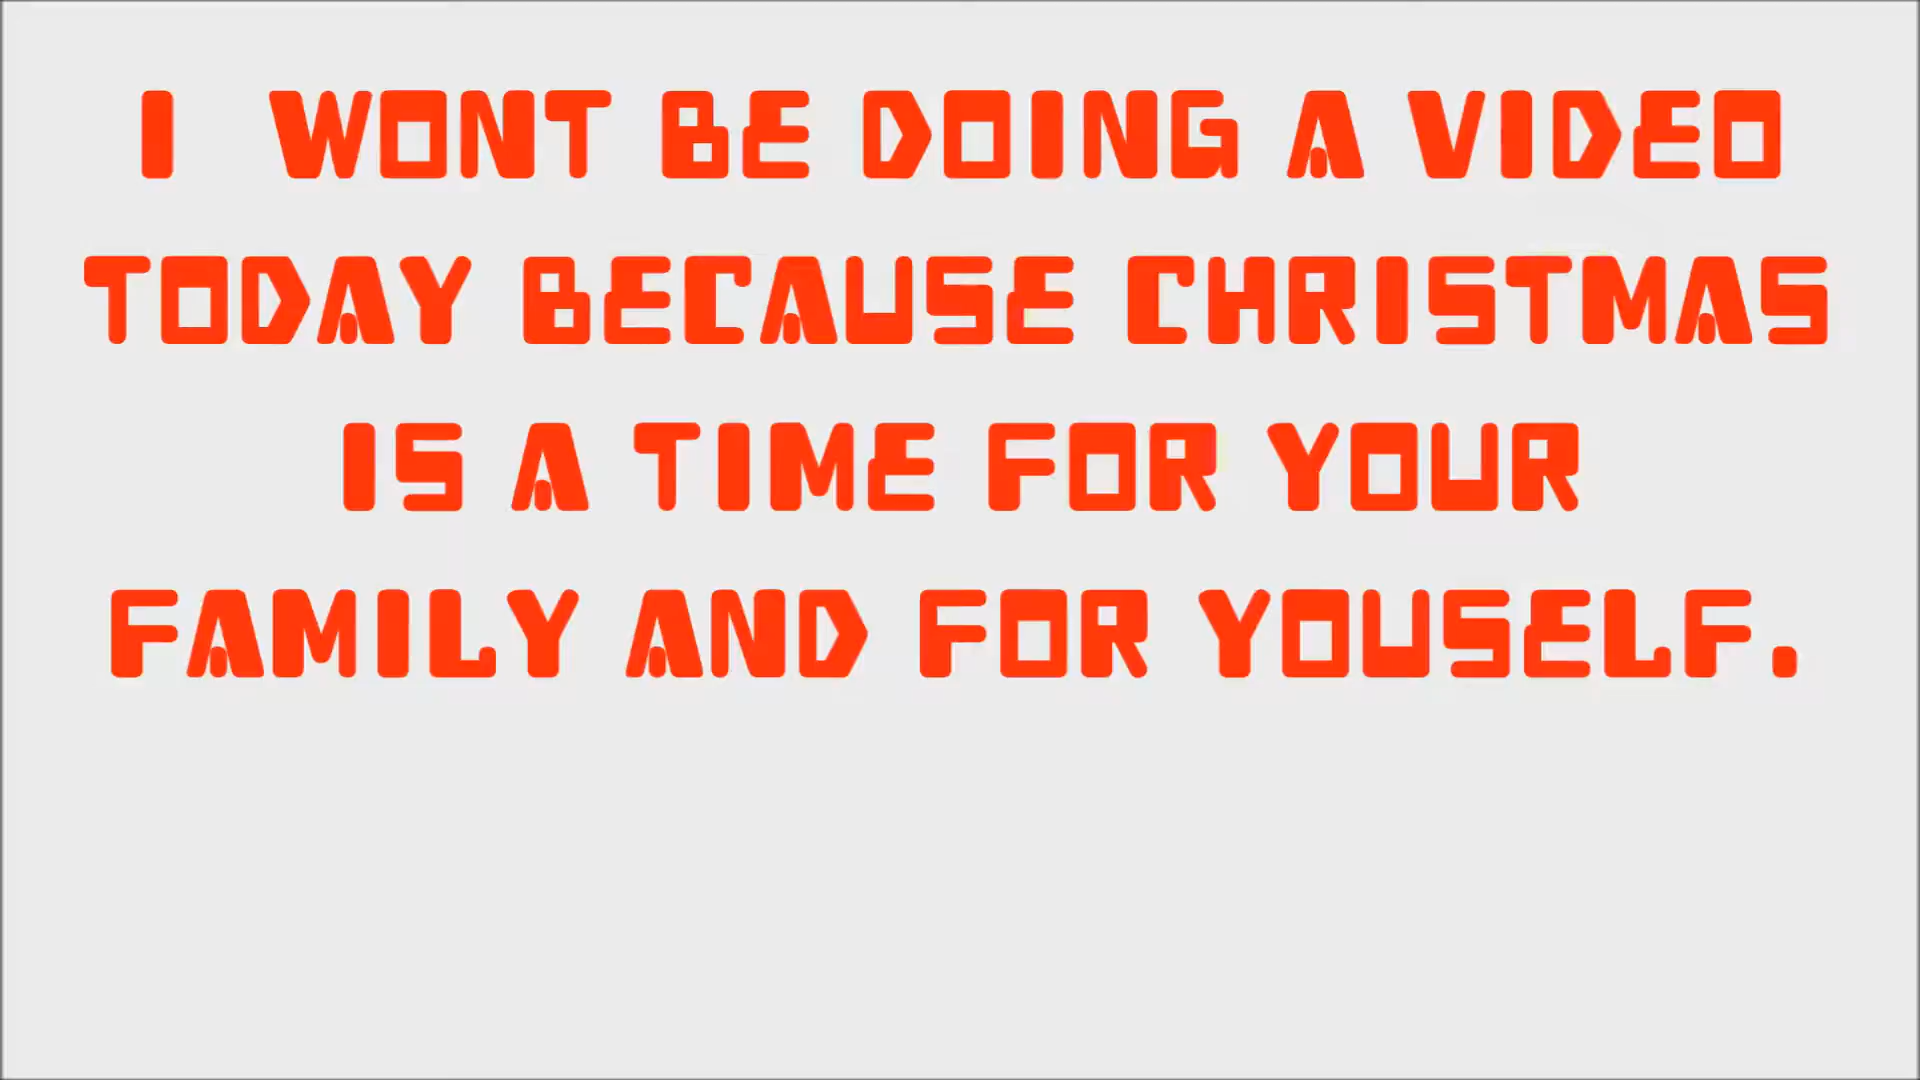 I WONT BE DOING A VIDEO
TODAY BECAUSE CHRISTMAS
IS A TIME FOR YOUR
FAMILY AND FOR YOUSELF.